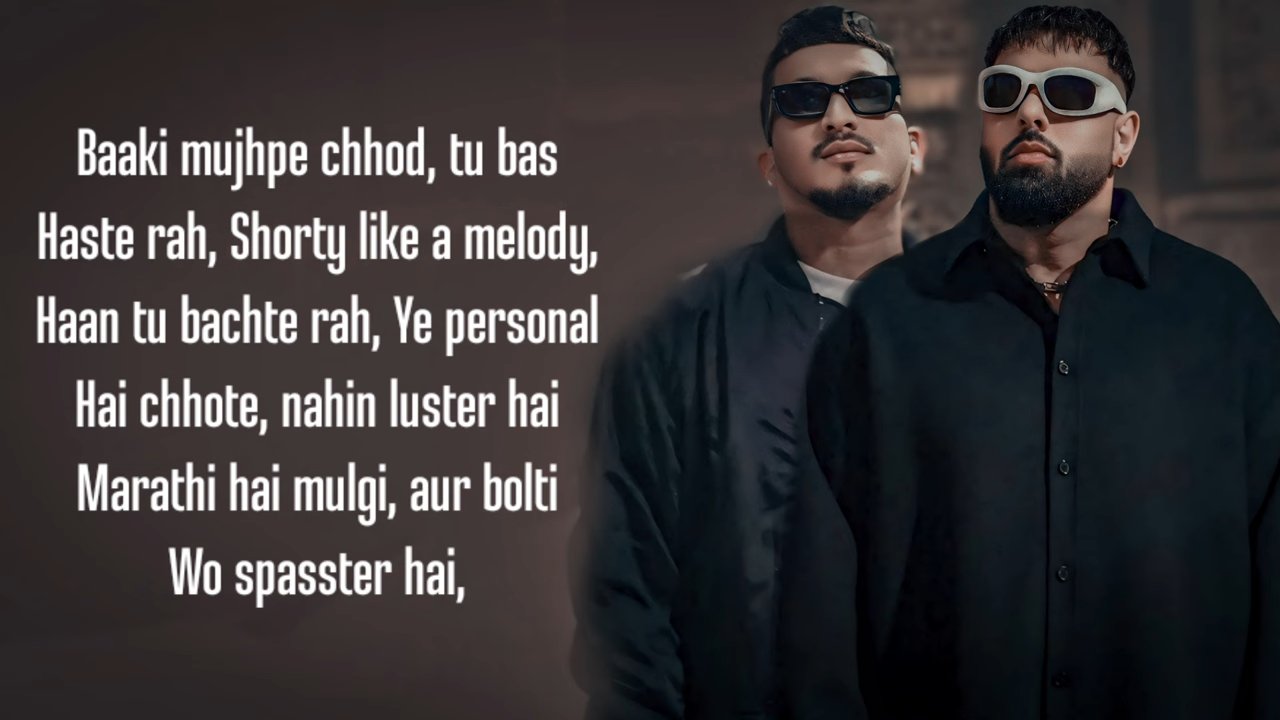 Baaki mujhpe chhod, tu bas
Haste rah, Shorty like a melody,
Haan tu bachte rah, Ye personal
Hai chhote, nahin luster hai
Marathi hai mulgi, aur bolti
Wo spasster hai,